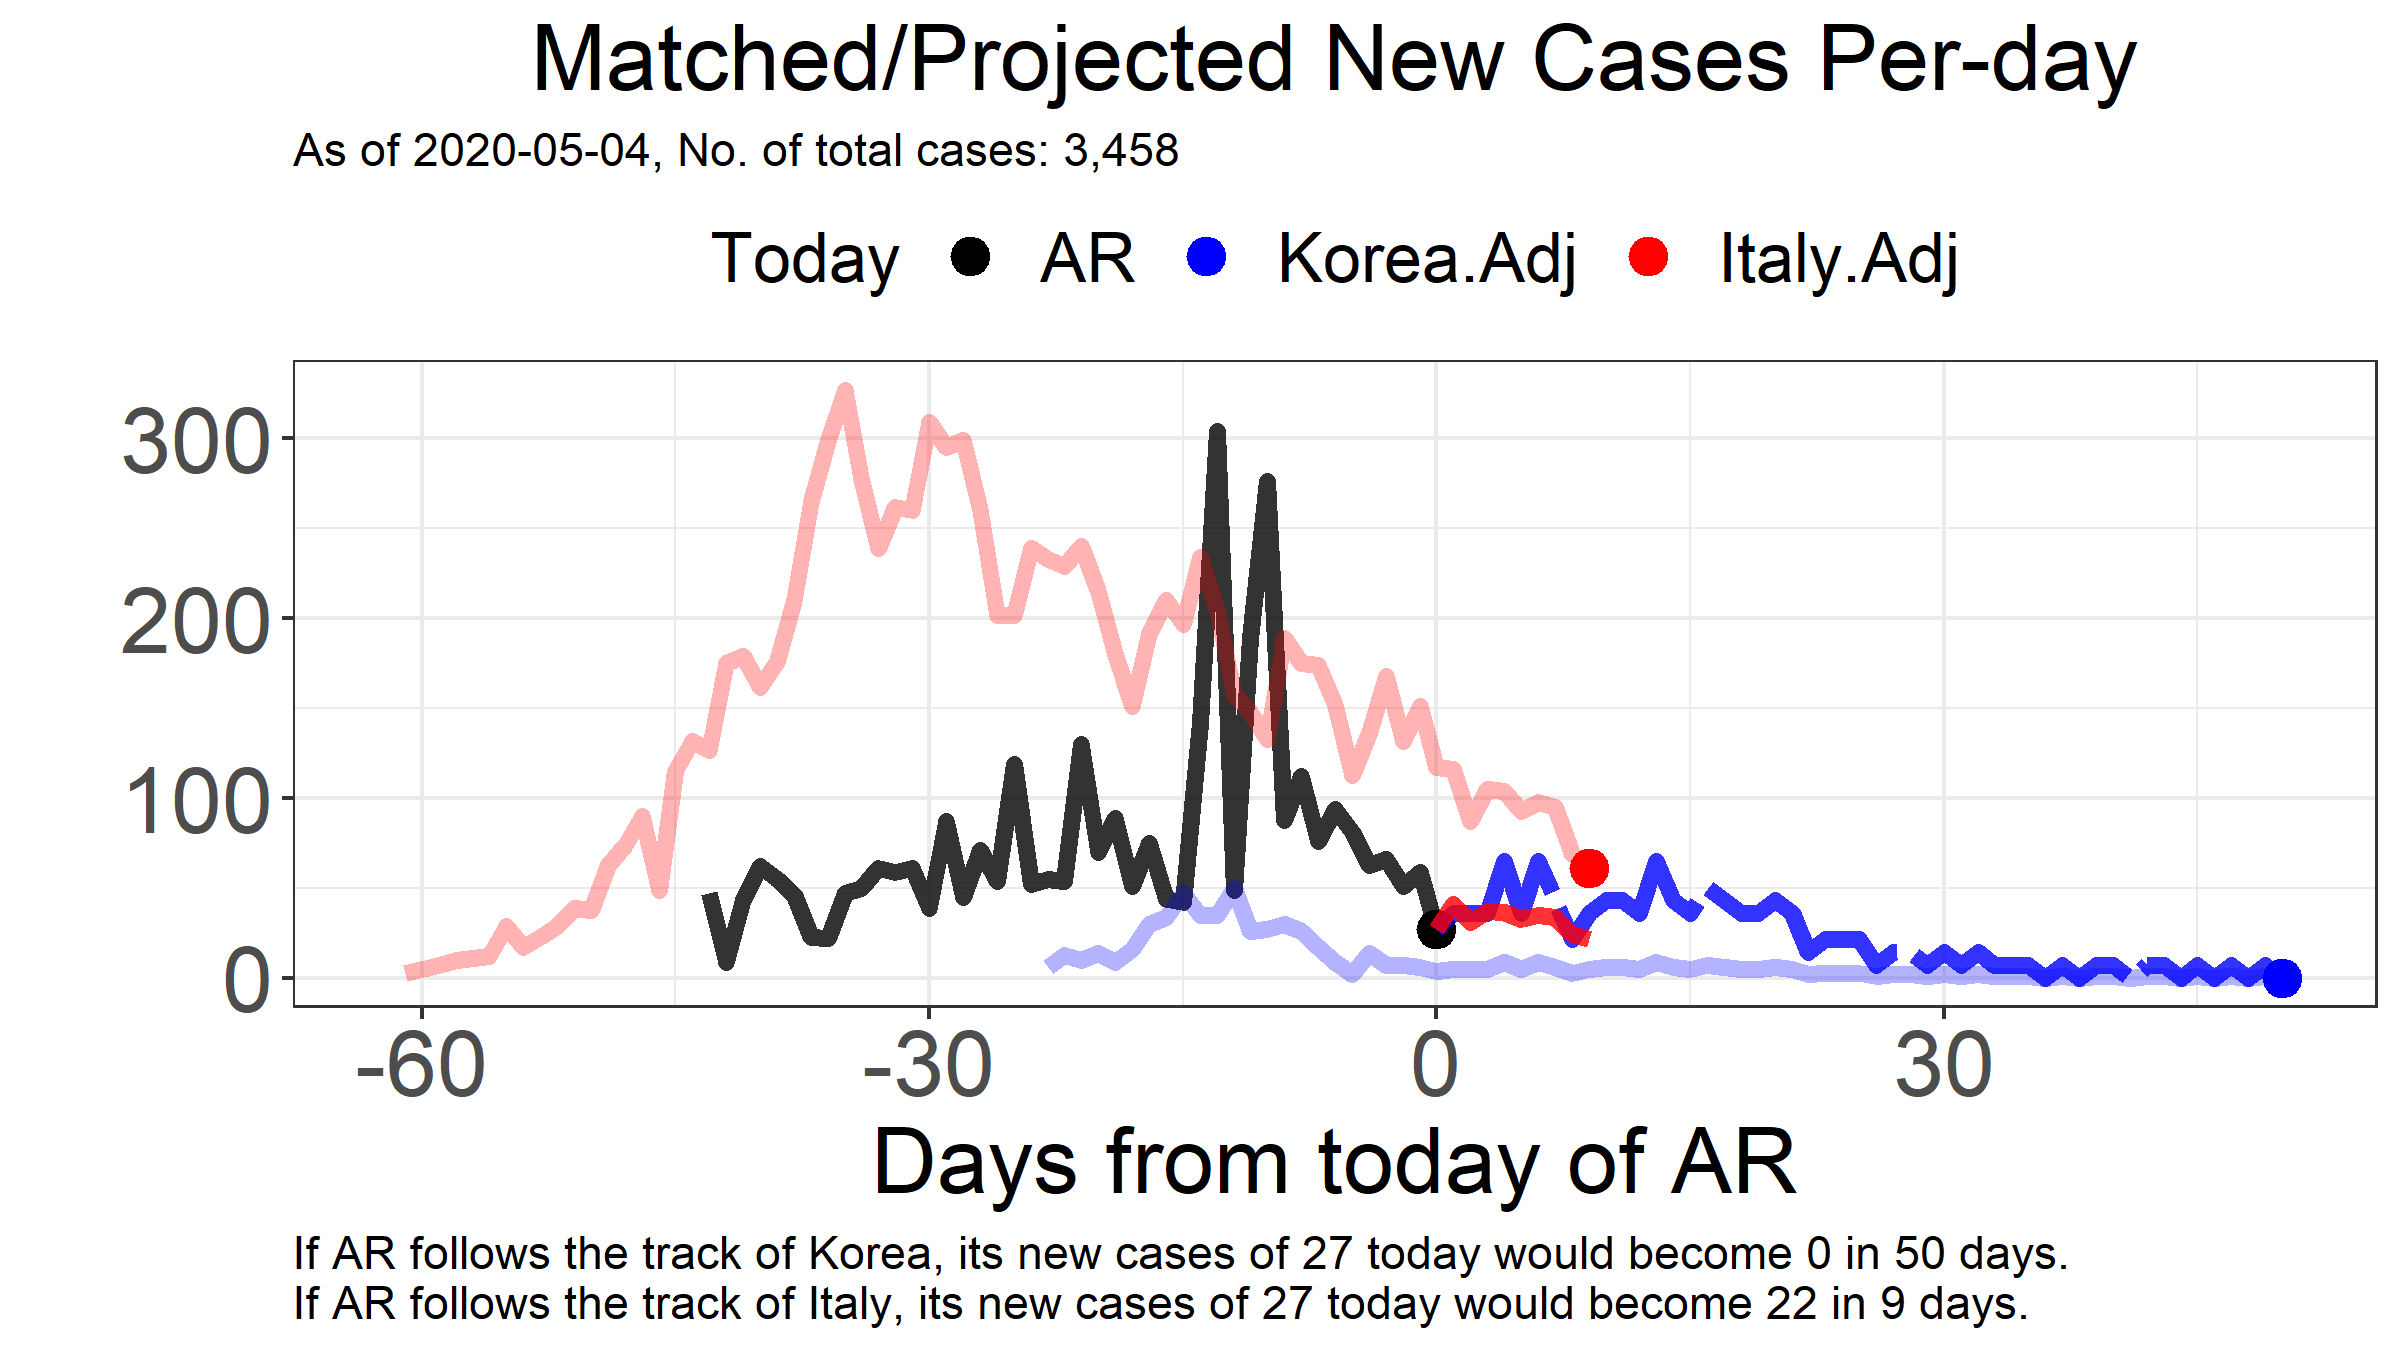 Matched/Projected New Cases Per-day
As of 2020-05-04, No. of total cases: 3,458
Today AR Korea.Adj Italy.Adj
300
200
100
0
-60 -30 0 30
Days from today of AR
If AR follows the track of Korea, its new cases of 27 today would become 0 in 50 days.
If AR follows the track of Italy, its new cases of 27 today would become 22 in 9 days.